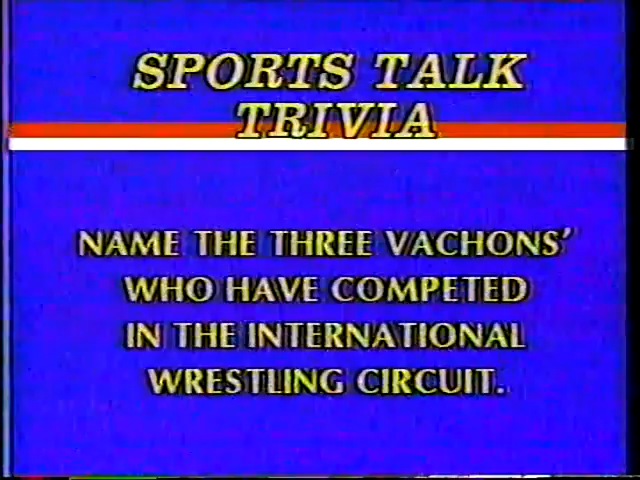 SPORTS TALK
TRIVIA
NAME THE THREE VACHONS'
WHO HAVE COMPETED
IN THE INTERNATIONAL
WRESTLING CIRCUIT.